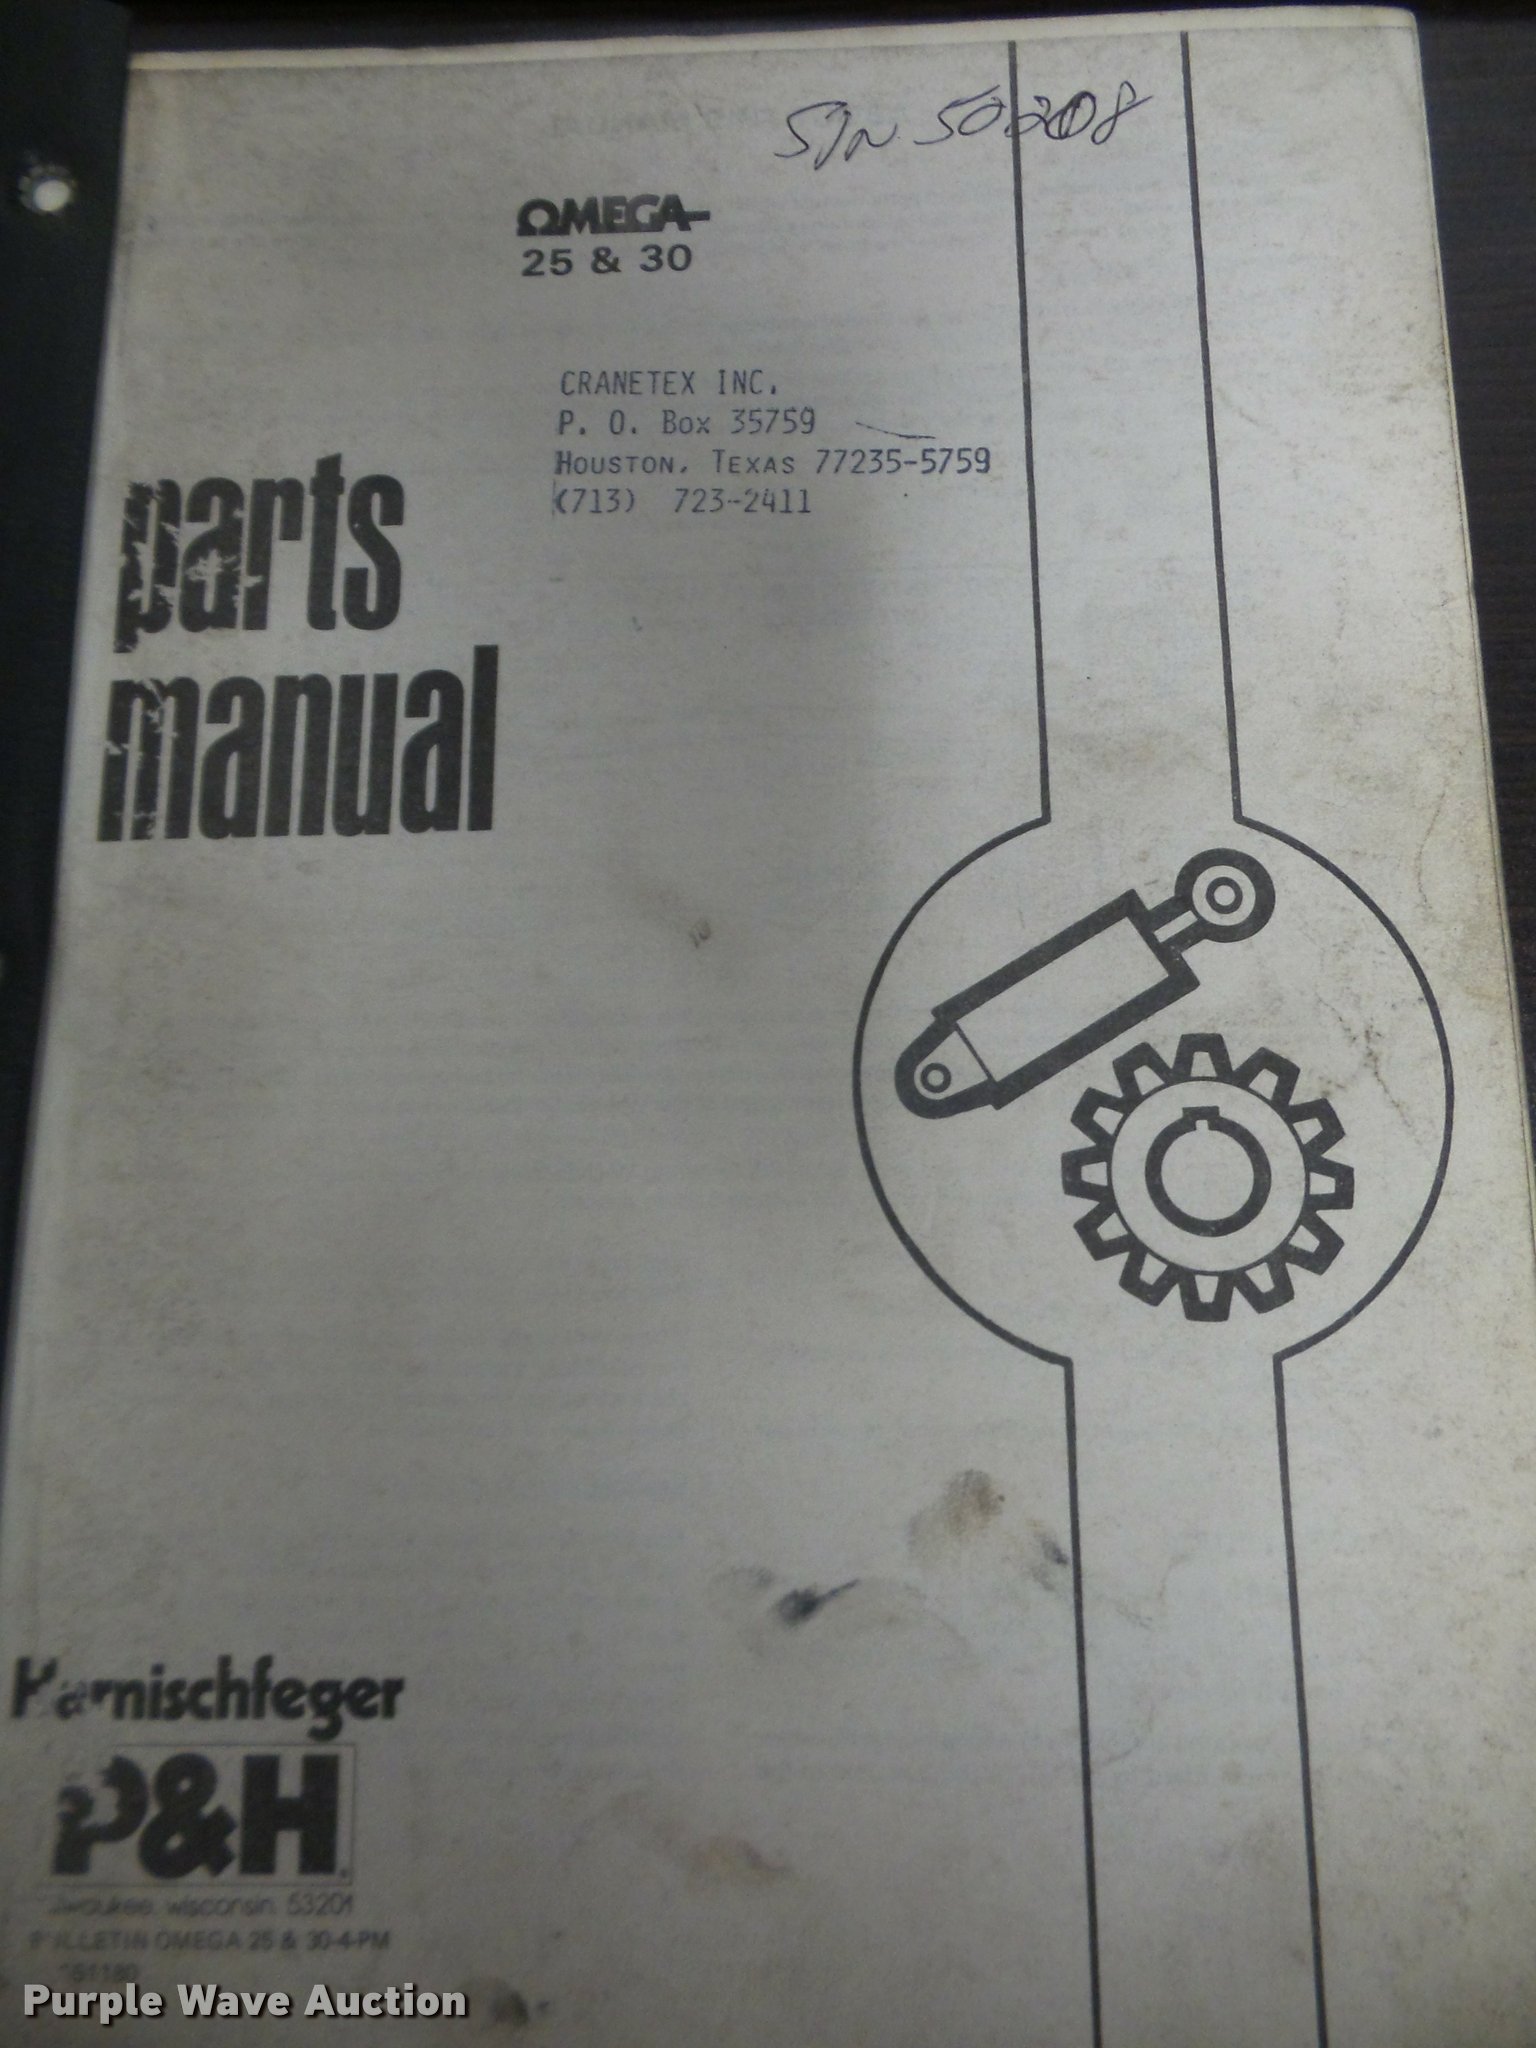 S/N
OMEGA
25 & 30
CRANETEX INC.
P. O. Box 35759
HOUSTON, TEXAS 77235-5759
(713) 723-2411
parts
manual
Harnischfeger
P&H
wisconsin 53201
BULLETIN OMEGA 25 & 30-4-PM
Purple Wave Auction